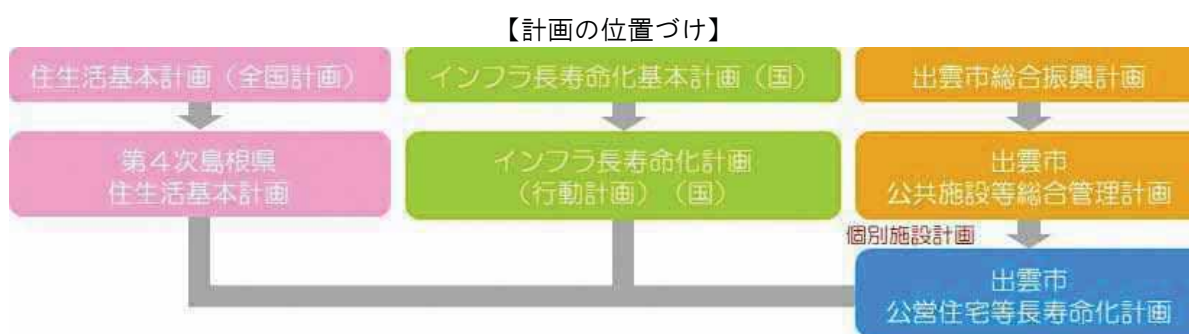 【計画の位置づけ】
住生活基本計画（全国計画）
インフラ長寿命化基本計画（国）
出雲市総合振興計画
第４次島根県
住生活基本計画
インフラ長寿命化計画
（行動計画）（国）
出雲市
公共施設等総合管理計画
個別施設計画
出雲市
公営住宅等長寿命化計画